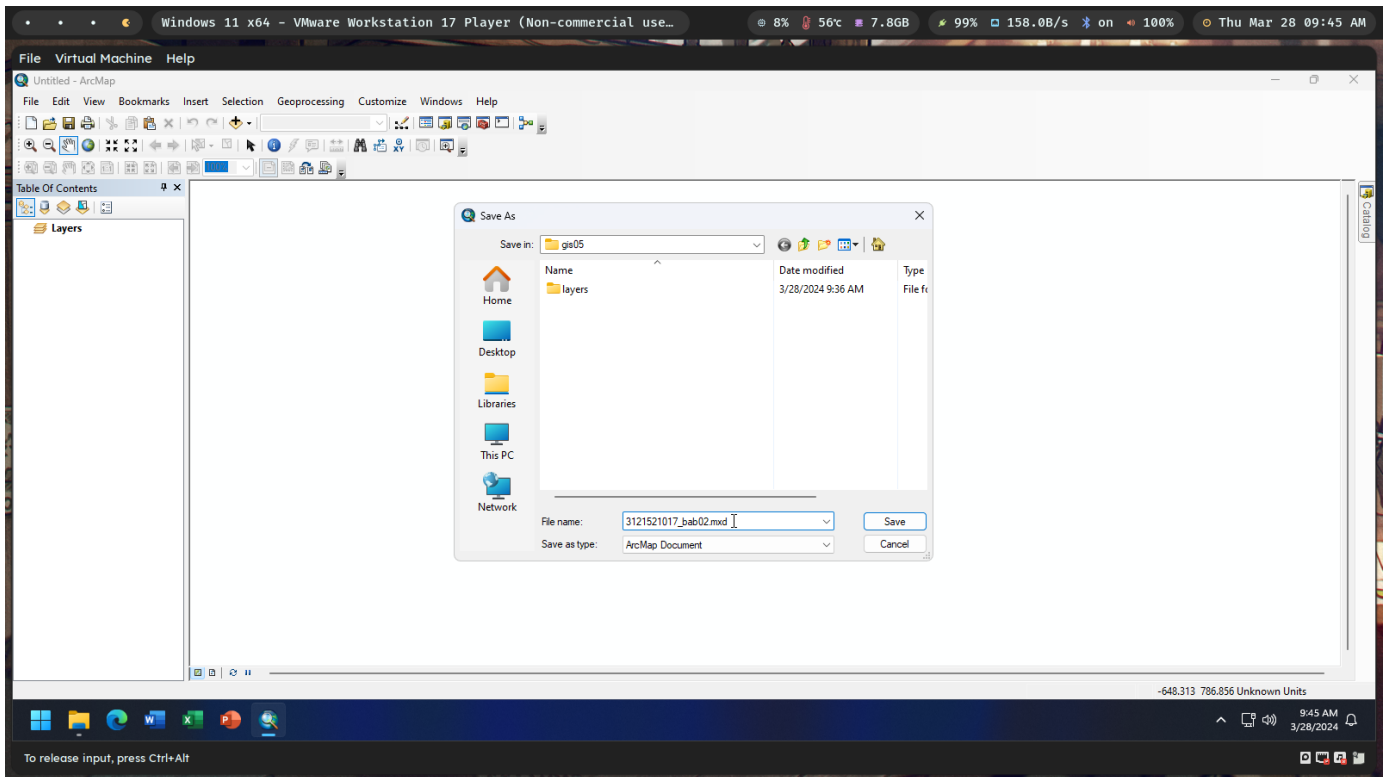 Windows 11 x64 - VMware Workstation 17 Player (Non-commercial use…
8% 56°c 7.8GB
99% 158.0B/s on 100%
Thu Mar 28 09:45 AM
File Virtual Machine Help
Untitled - ArcMap
File Edit View Bookmarks Insert Selection Geoprocessing Customize Windows Help
Table Of Contents
Layers
Catalog
Save As
Save in: gis05
Name Date modified Type
layers 3/28/2024 9:36 AM File fo
Home
Desktop
Libraries
This PC
Network
File name: 3121521017_bab02.mxd Save
Save as type: ArcMap Document Cancel
-648.313 786.856 Unknown Units
9:45 AM
3/28/2024
To release input, press Ctrl+Alt